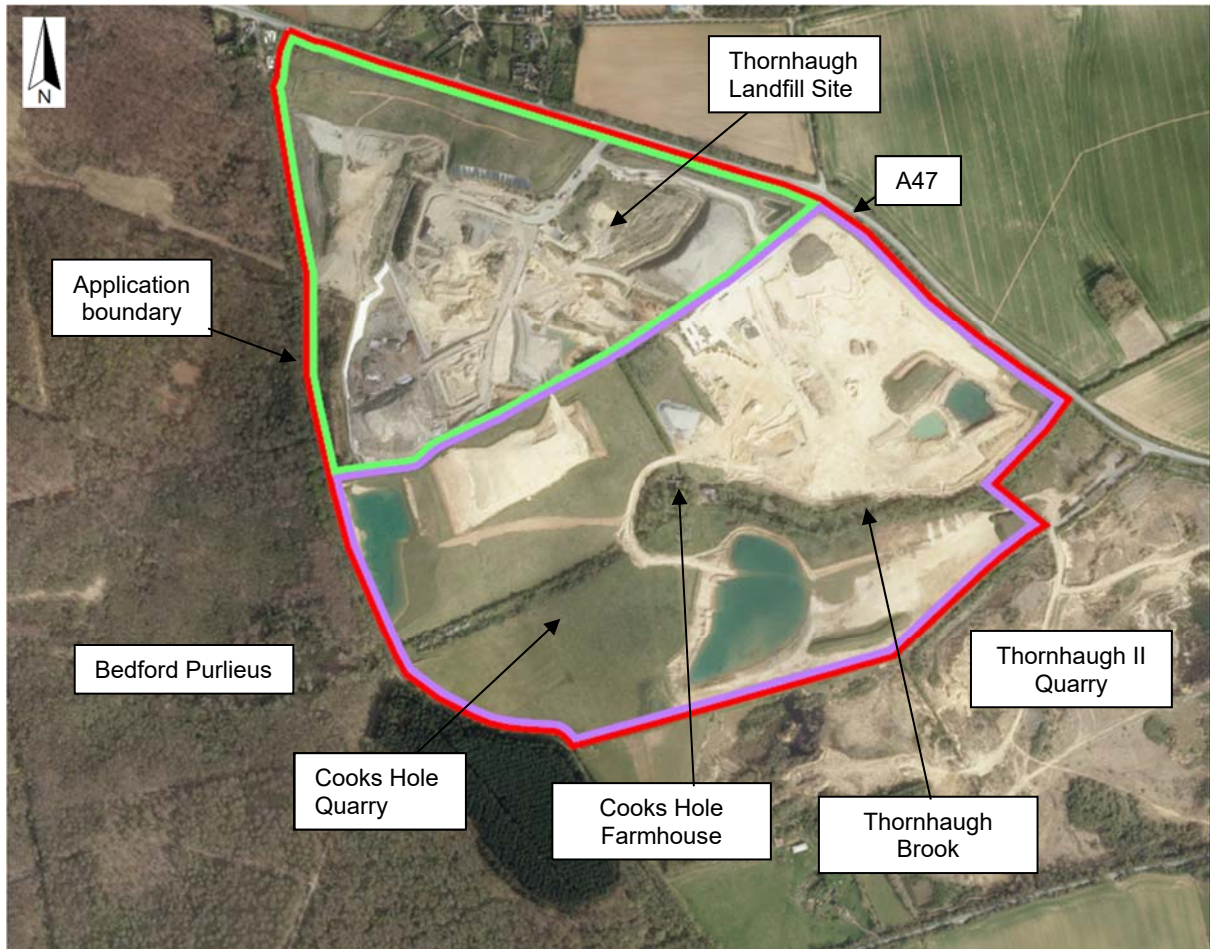 N
Thornhaugh
Landfill Site
A47
Application
boundary
Bedford Purlieus
Thornhaugh II
Quarry
Cooks Hole
Quarry
Cooks Hole
Farmhouse
Thornhaugh
Brook